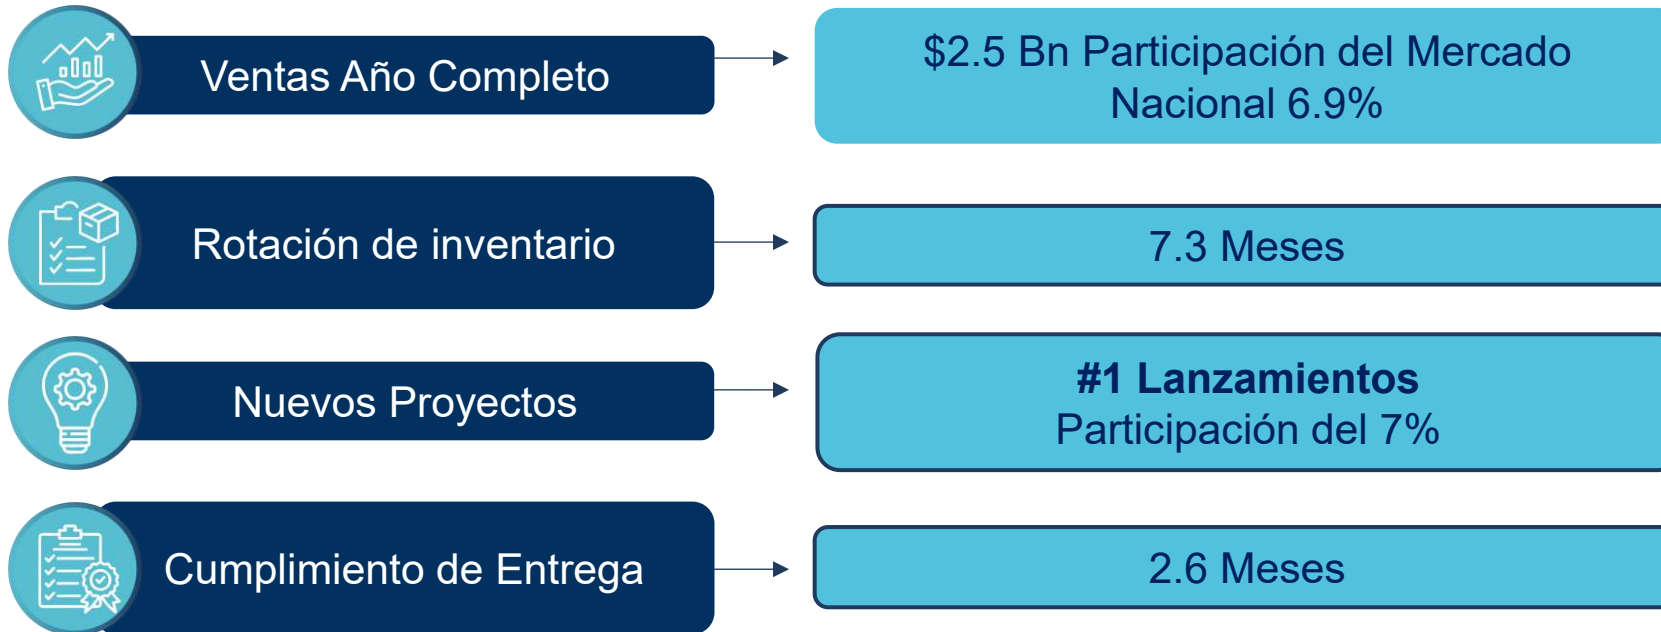 Ventas Año Completo
$2.5 Bn Participación del Mercado
Nacional 6.9%
Rotación de inventario
7.3 Meses
Nuevos Proyectos
#1 Lanzamientos
Participación del 7%
Cumplimiento de Entrega
2.6 Meses